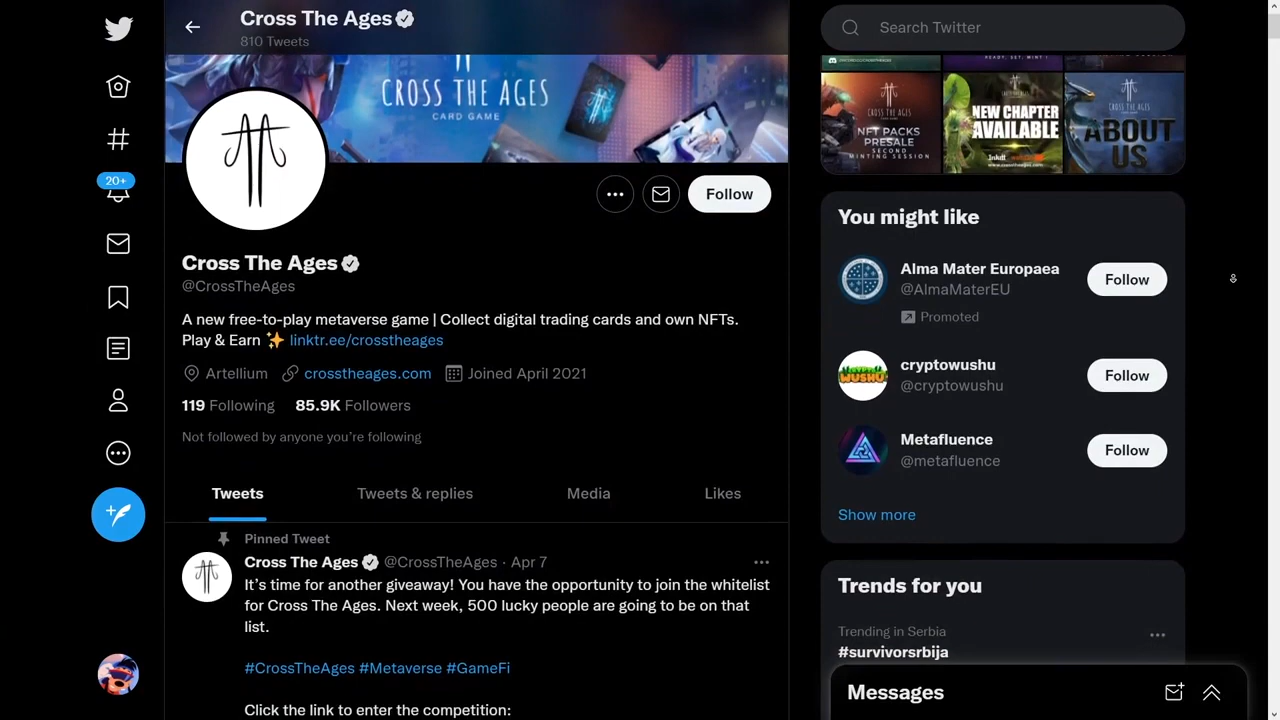 Cross The Ages
810 Tweets
CROSS THE AGES
CARD GAME
20+
Follow
Cross The Ages
@CrossTheAges
A new free-to-play metaverse game | Collect digital trading cards and own NFTs.
Play & Earn ✨ linktr.ee/crosstheages
Artellium crosstheages.com Joined April 2021
119 Following 85.9K Followers
Not followed by anyone you're following
Tweets Tweets & replies Media Likes
Pinned Tweet
Cross The Ages @CrossTheAges · Apr 7
It's time for another giveaway! You have the opportunity to join the whitelist
for Cross The Ages. Next week, 500 lucky people are going to be on that
list.
#CrossTheAges #Metaverse #GameFi
Click the link to enter the competition:
Search Twitter
CROSS THE AGES
NFT PACKS
PRESALE
SECOND
MINTING SESSION
NEW CHAPTER
AVAILABLE
Inkitt
CROSS THE AGES
ABOUT
US
You might like
Alma Mater Europaea
@AlmaMaterEU
Promoted
Follow
cryptowushu
@cryptowushu
Follow
Metafluence
@metafluence
Follow
Show more
Trends for you
Trending in Serbia
#survivorsrbija
Messages